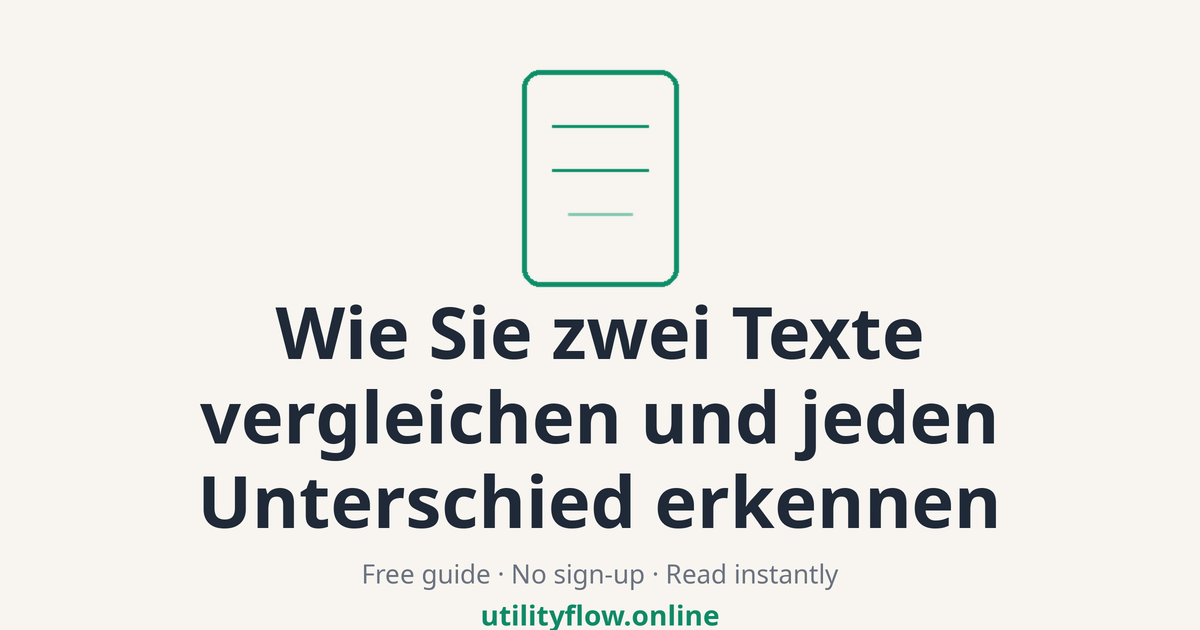 Wie Sie zwei Texte
vergleichen und jeden
Unterschied erkennen
Free guide · No sign-up · Read instantly
utilityflow.online